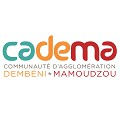 cadema
COMMUNAUTÉ D'AGGLOMÉRATION
DEMBENI + MAMOUDZOU